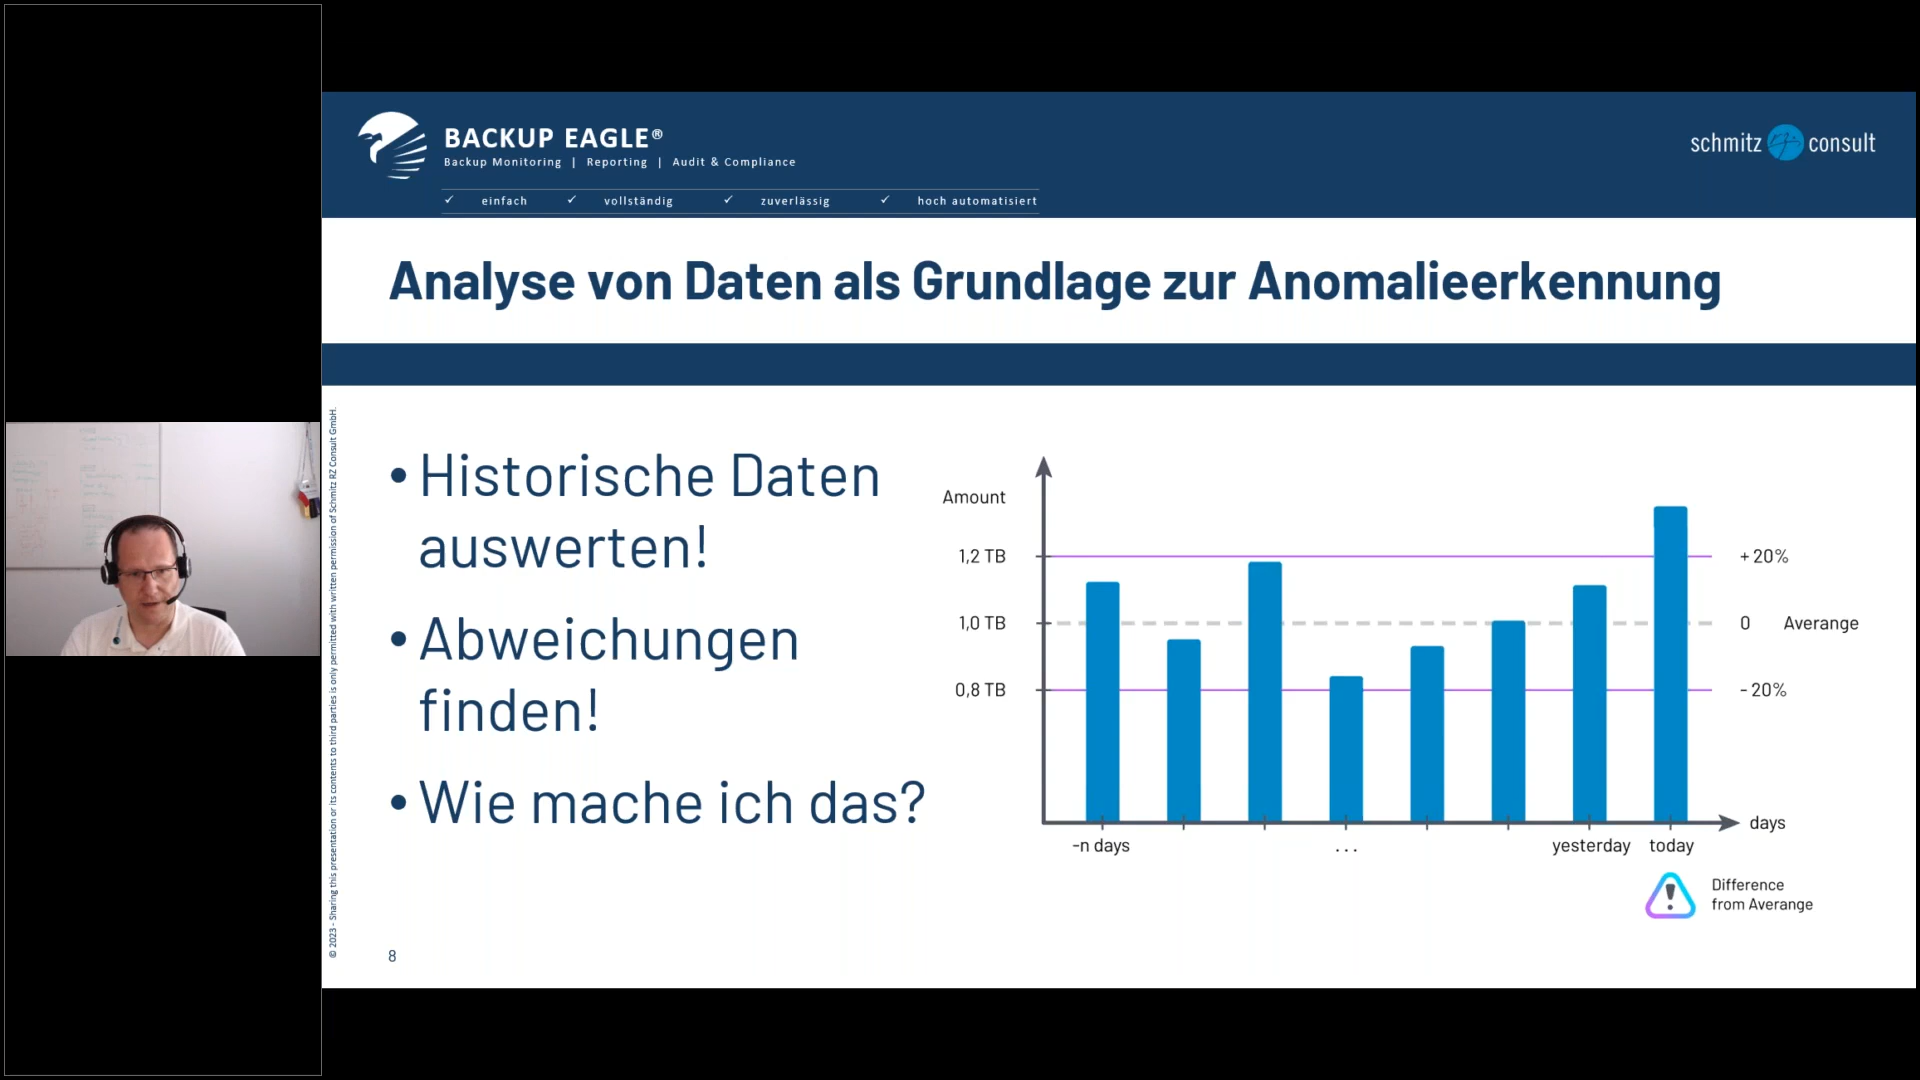 BACKUP EAGLE®
Backup Monitoring | Reporting | Audit & Compliance
✓ einfach ✓ vollständig ✓ zuverlässig ✓ hoch automatisiert
schmitz consult
Analyse von Daten als Grundlage zur Anomalieerkennung
© 2023 - Sharing this presentation or its contents to third parties is only permitted with written permission of Schmitz RZ Consult GmbH.
• Historische Daten
auswerten!
• Abweichungen
finden!
• Wie mache ich das?
Amount
1,2 TB
+ 20%
1,0 TB
0 Averange
0,8 TB
- 20%
days
-n days ... yesterday today
Difference
from Averange
8